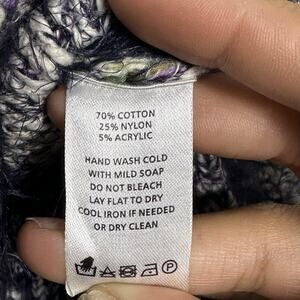 70% COTTON
25% NYLON
5% ACRYLIC
HAND WASH COLD
WITH MILD SOAP
DO NOT BLEACH
LAY FLAT TO DRY
COOL IRON IF NEEDED
OR DRY CLEAN
P